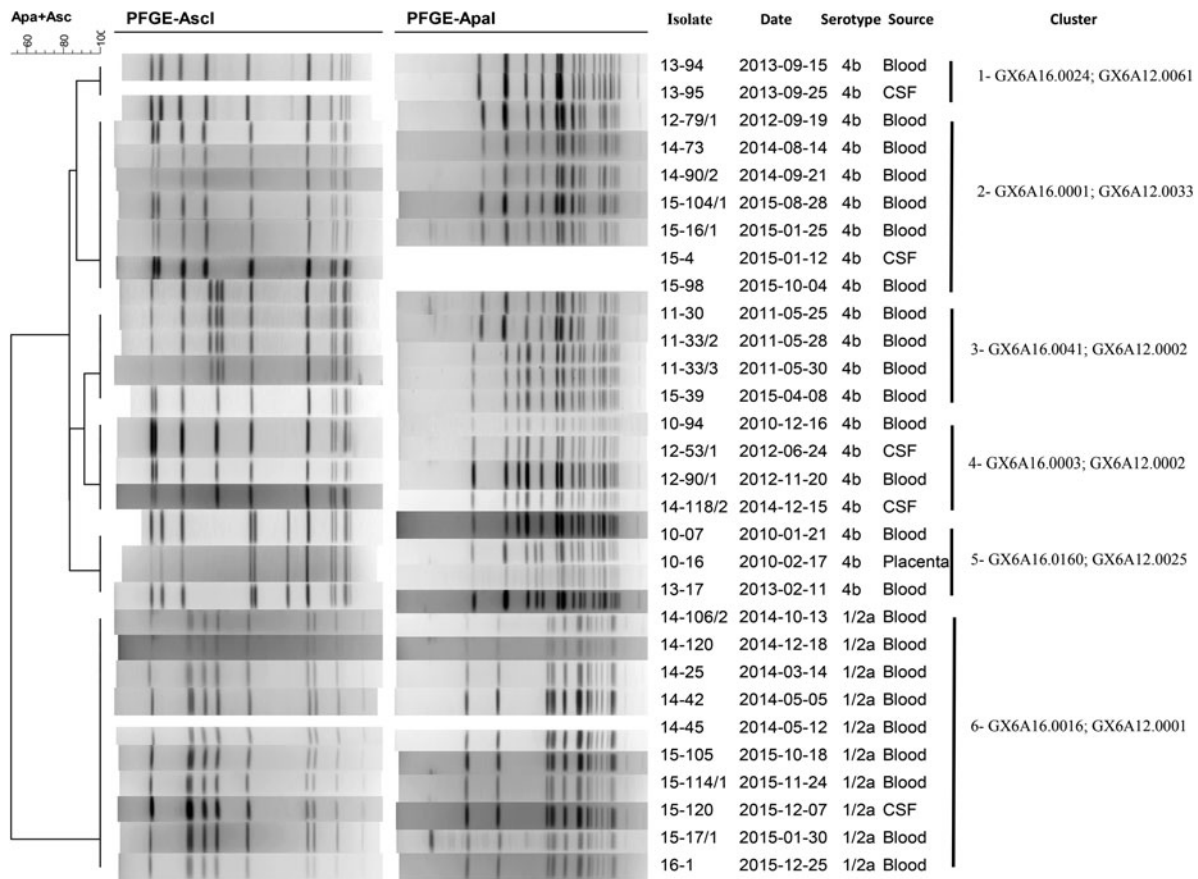 Apa+Asc PFGE-AscI PFGE-ApaI Isolate Date Serotype Source Cluster
60 80 100
13-94 2013-09-15 4b Blood
1- GX6A16.0024; GX6A12.0061
13-95 2013-09-25 4b CSF
12-79/1 2012-09-19 4b Blood
14-73 2014-08-14 4b Blood
14-90/2 2014-09-21 4b Blood
2- GX6A16.0001; GX6A12.0033
15-104/1 2015-08-28 4b Blood
15-16/1 2015-01-25 4b Blood
15-4 2015-01-12 4b CSF
15-98 2015-10-04 4b Blood
11-30 2011-05-25 4b Blood
11-33/2 2011-05-28 4b Blood
3- GX6A16.0041; GX6A12.0002
11-33/3 2011-05-30 4b Blood
15-39 2015-04-08 4b Blood
10-94 2010-12-16 4b Blood
12-53/1 2012-06-24 4b CSF
4- GX6A16.0003; GX6A12.0002
12-90/1 2012-11-20 4b Blood
14-118/2 2014-12-15 4b CSF
10-07 2010-01-21 4b Blood
10-16 2010-02-17 4b Placenta
5- GX6A16.0160; GX6A12.0025
13-17 2013-02-11 4b Blood
14-106/2 2014-10-13 1/2a Blood
14-120 2014-12-18 1/2a Blood
14-25 2014-03-14 1/2a Blood
14-42 2014-05-05 1/2a Blood
14-45 2014-05-12 1/2a Blood
6- GX6A16.0016; GX6A12.0001
15-105 2015-10-18 1/2a Blood
15-114/1 2015-11-24 1/2a Blood
15-120 2015-12-07 1/2a CSF
15-17/1 2015-01-30 1/2a Blood
16-1 2015-12-25 1/2a Blood